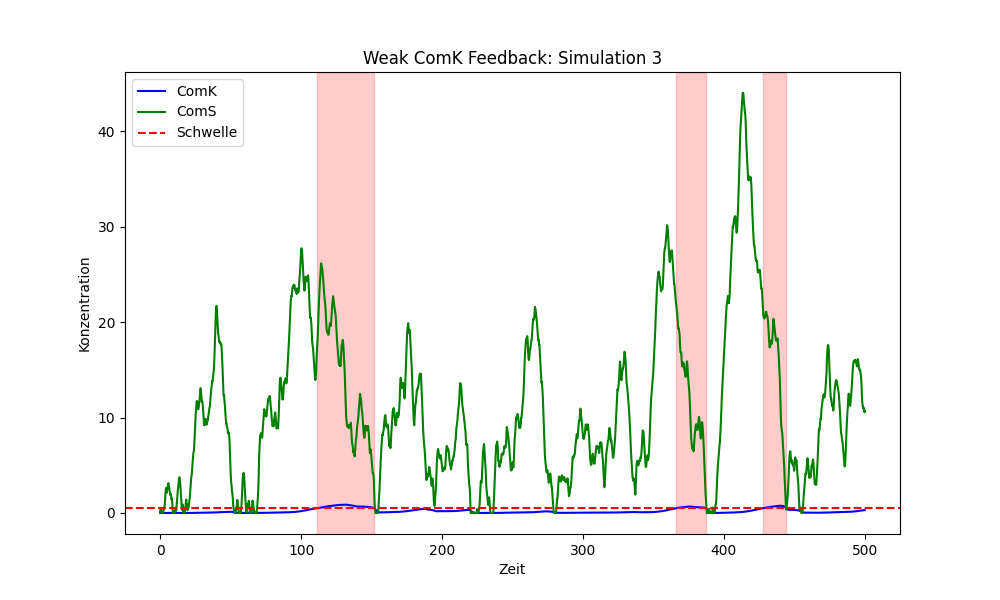 Weak ComK Feedback: Simulation 3
ComK
ComS
Schwelle
Konzentration
40
30
20
10
0
0 100 200 300 400 500
Zeit